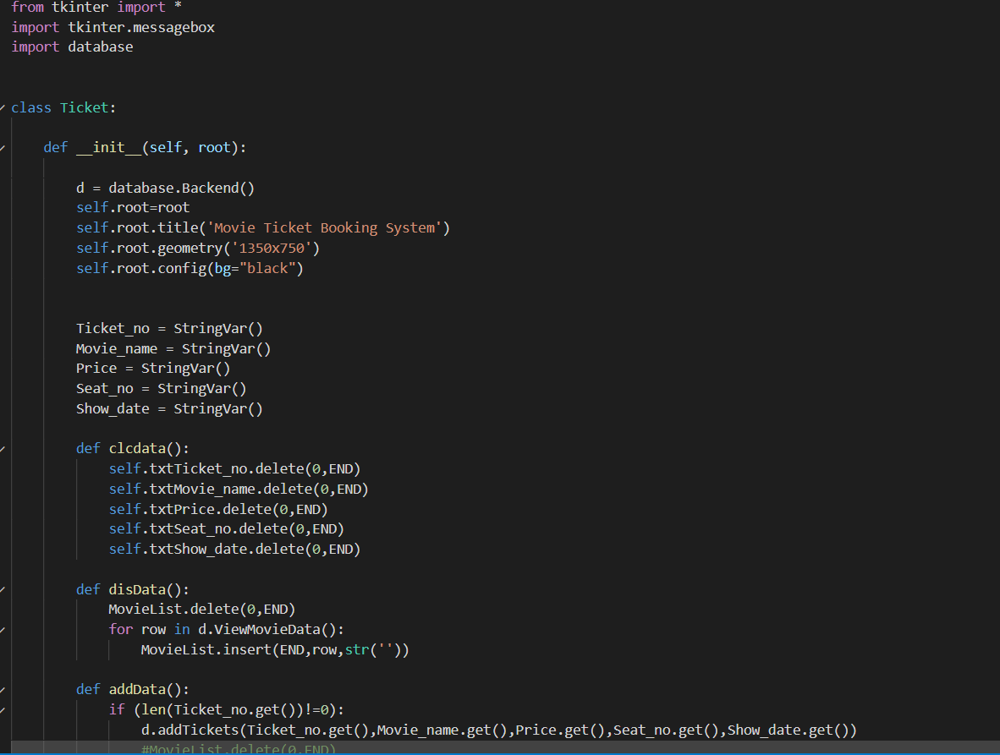 from tkinter import *
import tkinter.messagebox
import database
class Ticket:
    def __init__(self, root):
        d = database.Backend()
        self.root=root
        self.root.title('Movie Ticket Booking System')
        self.root.geometry('1350x750')
        self.root.config(bg="black")
        Ticket_no = StringVar()
        Movie_name = StringVar()
        Price = StringVar()
        Seat_no = StringVar()
        Show_date = StringVar()
        def clcdata():
            self.txtTicket_no.delete(0,END)
            self.txtMovie_name.delete(0,END)
            self.txtPrice.delete(0,END)
            self.txtSeat_no.delete(0,END)
            self.txtShow_date.delete(0,END)
        def disData():
            MovieList.delete(0,END)
            for row in d.ViewMovieData():
                MovieList.insert(END,row,str(''))
        def addData():
            if (len(Ticket_no.get())!=0):
                d.addTickets(Ticket_no.get(),Movie_name.get(),Price.get(),Seat_no.get(),Show_date.get())
                #MovieList.delete(0,END)